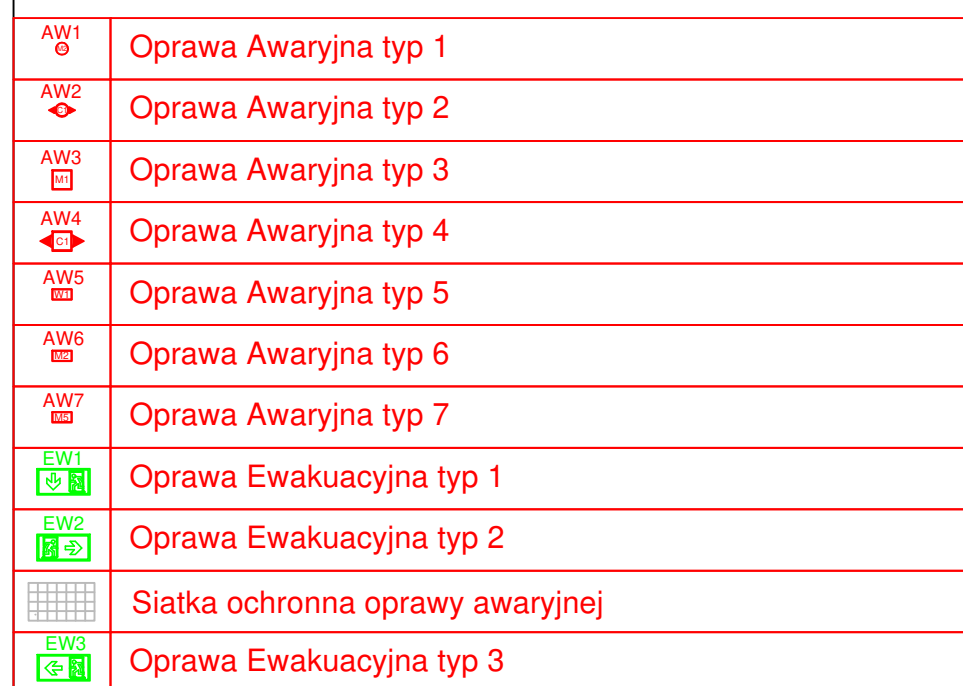 AW1
Oprawa Awaryjna typ 1
AW2
C1
Oprawa Awaryjna typ 2
AW3
M1
Oprawa Awaryjna typ 3
AW4
C1
Oprawa Awaryjna typ 4
AW5
W1
Oprawa Awaryjna typ 5
AW6
M2
Oprawa Awaryjna typ 6
AW7
M5
Oprawa Awaryjna typ 7
EW1
Oprawa Ewakuacyjna typ 1
EW2
Oprawa Ewakuacyjna typ 2
Siatka ochronna oprawy awaryjnej
EW3
Oprawa Ewakuacyjna typ 3